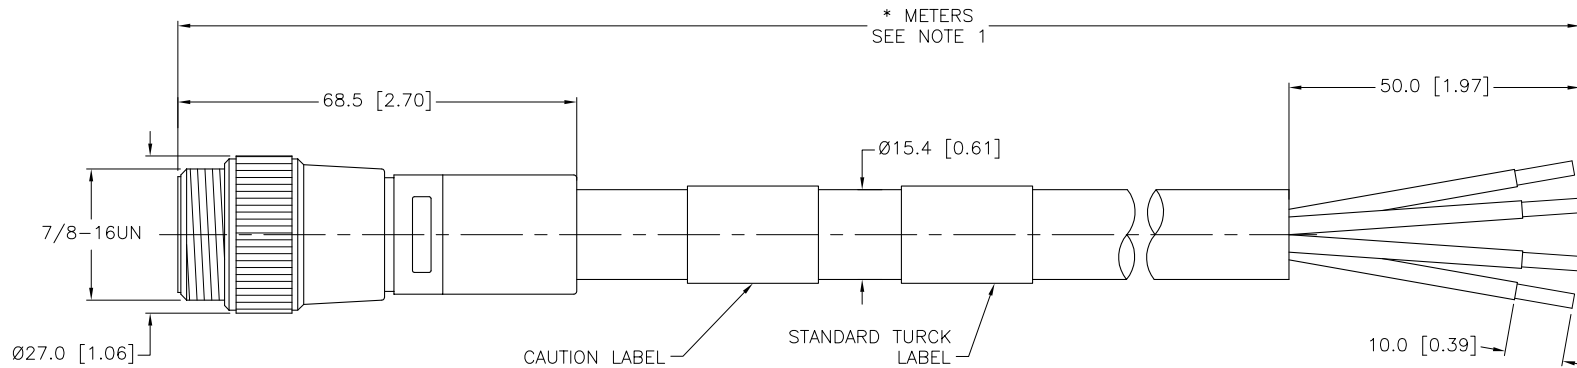 * METERS
SEE NOTE 1
68.5 [2.70]
50.0 [1.97]
Ø15.4 [0.61]
7/8-16UN
Ø27.0 [1.06]
CAUTION LABEL
STANDARD TURCK
LABEL
10.0 [0.39]